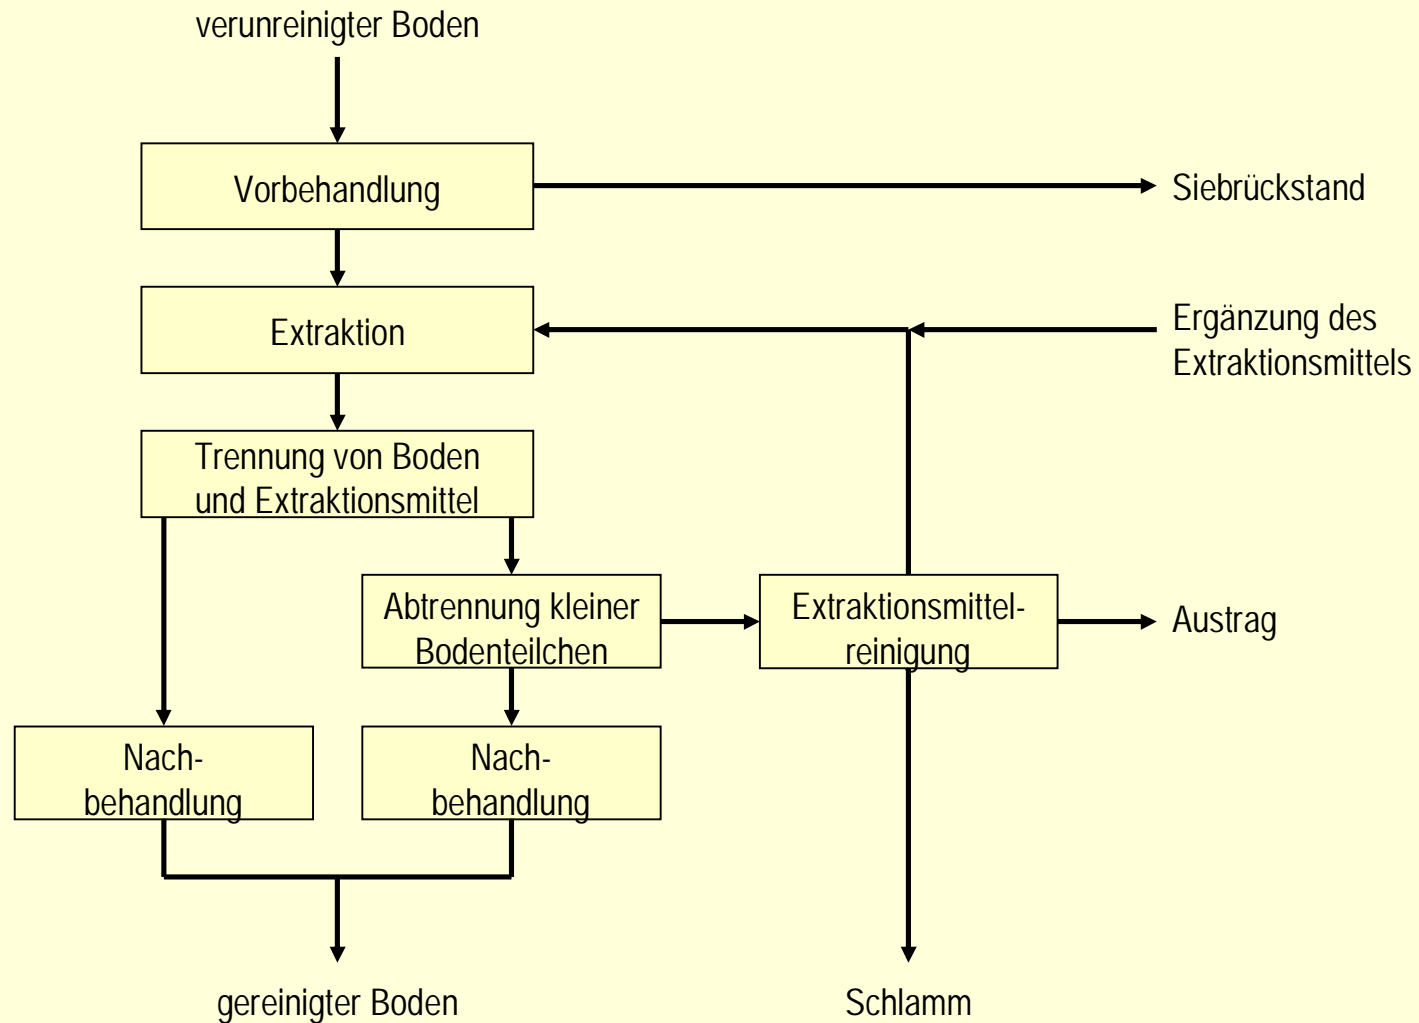 verunreinigter Boden
Vorbehandlung
Siebrückstand
Extraktion
Ergänzung des
Extraktionsmittels
Trennung von Boden
und Extraktionsmittel
Abtrennung kleiner
Bodenteilchen
Extraktionsmittel-
reinigung
Austrag
Nach-
behandlung
Nach-
behandlung
gereinigter Boden
Schlamm